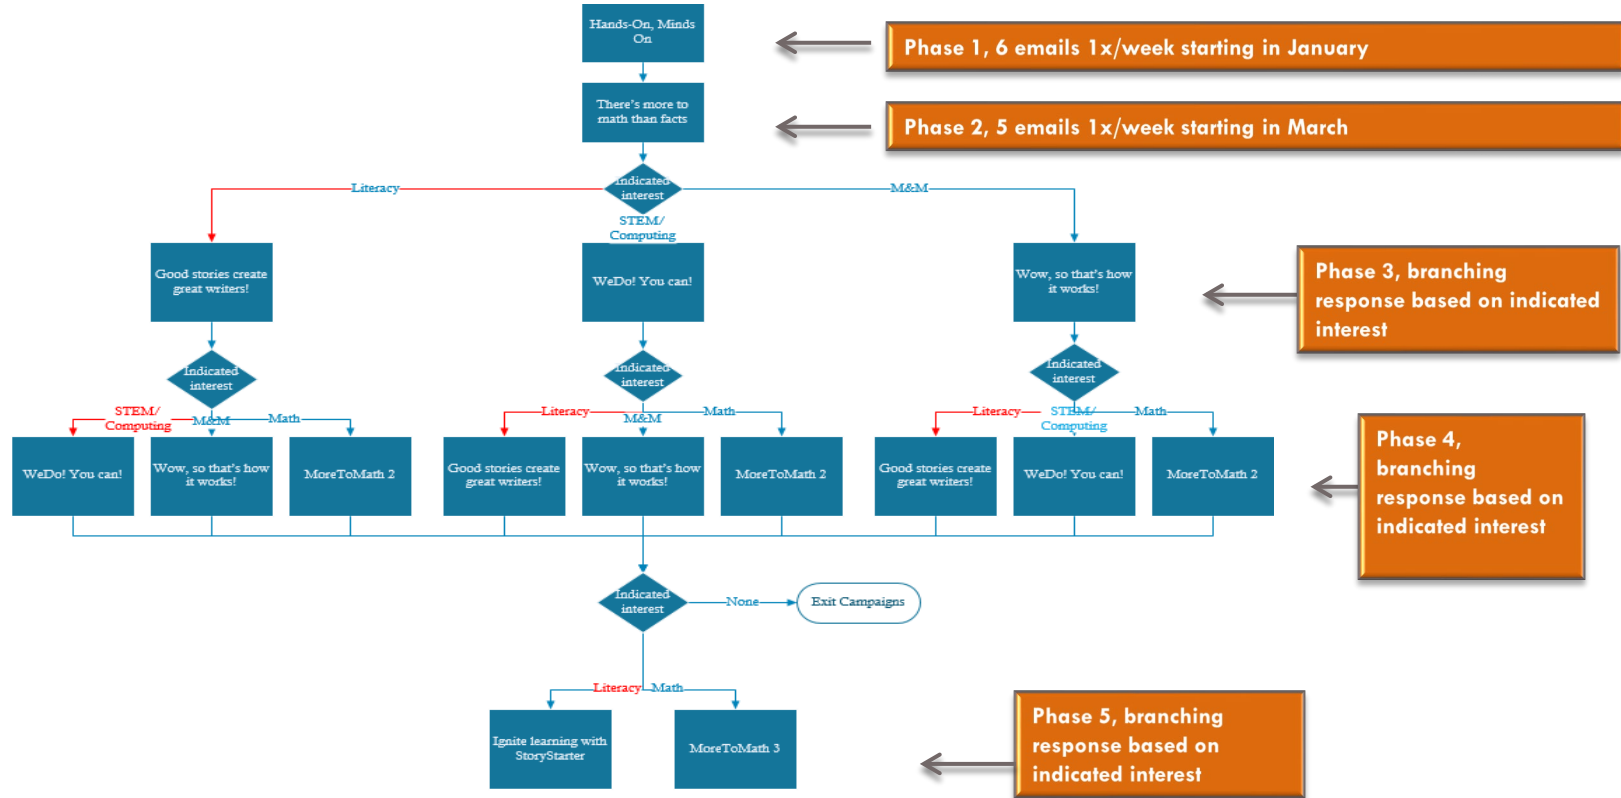 Hands-On, Minds
On
Phase 1, 6 emails 1x/week starting in January
There's more to
math than facts
Phase 2, 5 emails 1x/week starting in March
Literacy
Indicated
interest
M&M
STEM/
Computing
Good stories create
great writers!
WeDo! You can!
Wow, so that's how
it works!
Phase 3, branching
response based on indicated
interest
Indicated
interest
Indicated
interest
Indicated
interest
STEM/
Computing
M&M
Math
Literacy
M&M
Math
Literacy
STEM/
Computing
Math
WeDo! You can!
Wow, so that's how
it works!
MoreToMath 2
Good stories create
great writers!
Wow, so that's how
it works!
MoreToMath 2
Good stories create
great writers!
WeDo! You can!
MoreToMath 2
Phase 4,
branching
response based on
indicated interest
Indicated
interest
None
Exit Campaigns
Literacy
Math
Ignite learning with
StoryStarter
MoreToMath 3
Phase 5, branching
response based on
indicated interest